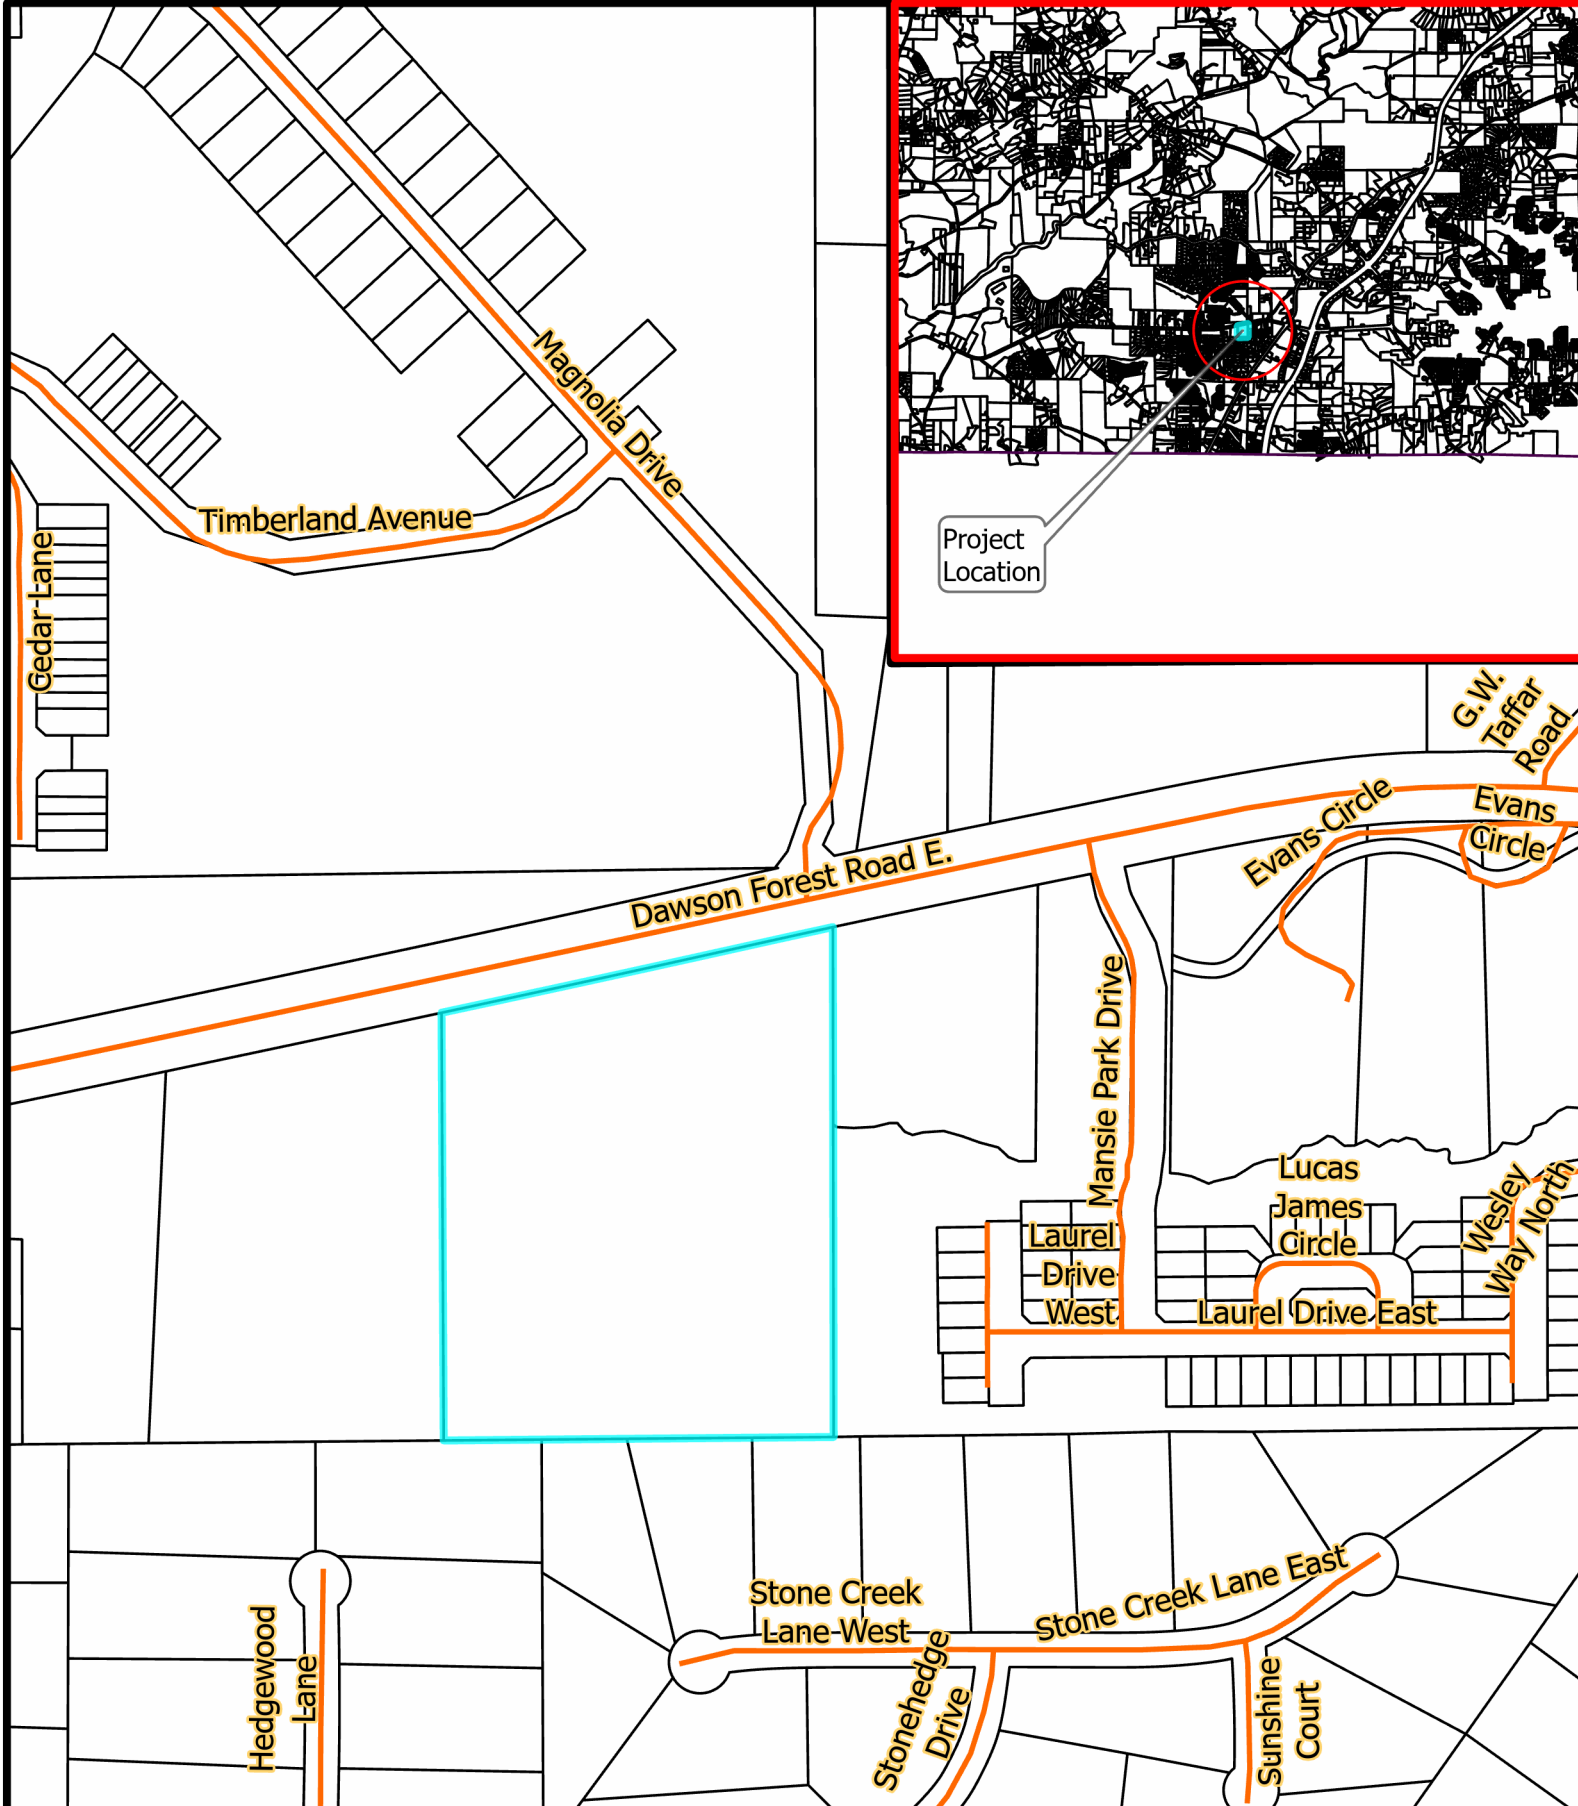 Magnolia Drive
Timberland Avenue
Cedar Lane
Project
Location
G.W.
Taffar
Road
Evans Circle
Evans
Circle
Dawson Forest Road E.
Mansie Park Drive
Lucas
James
Circle
Wesley
Way North
Laurel
Drive
West
Laurel Drive East
Stone Creek
Lane West
Stone Creek Lane East
Hedgewood
Lane
Stonehedge
Drive
Sunshine
Court